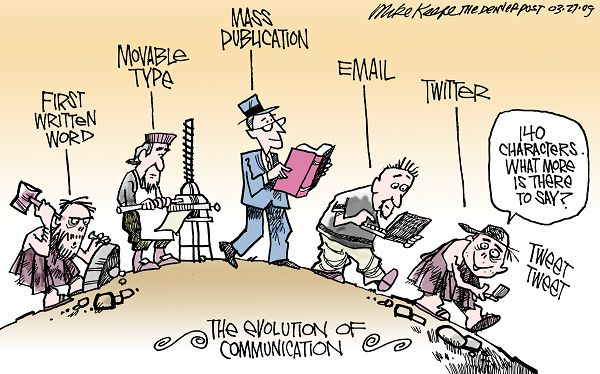 Mike Keefe THE DENVER POST 03.27.09
MASS
PUBLICATION
MOVABLE
TYPE
EMAIL
FIRST
WRITTEN
WORD
TWITTER
140
CHARACTERS.
WHAT MORE
IS THERE
TO SAY?
TWEET
TWEET
THE EVOLUTION OF
COMMUNICATION